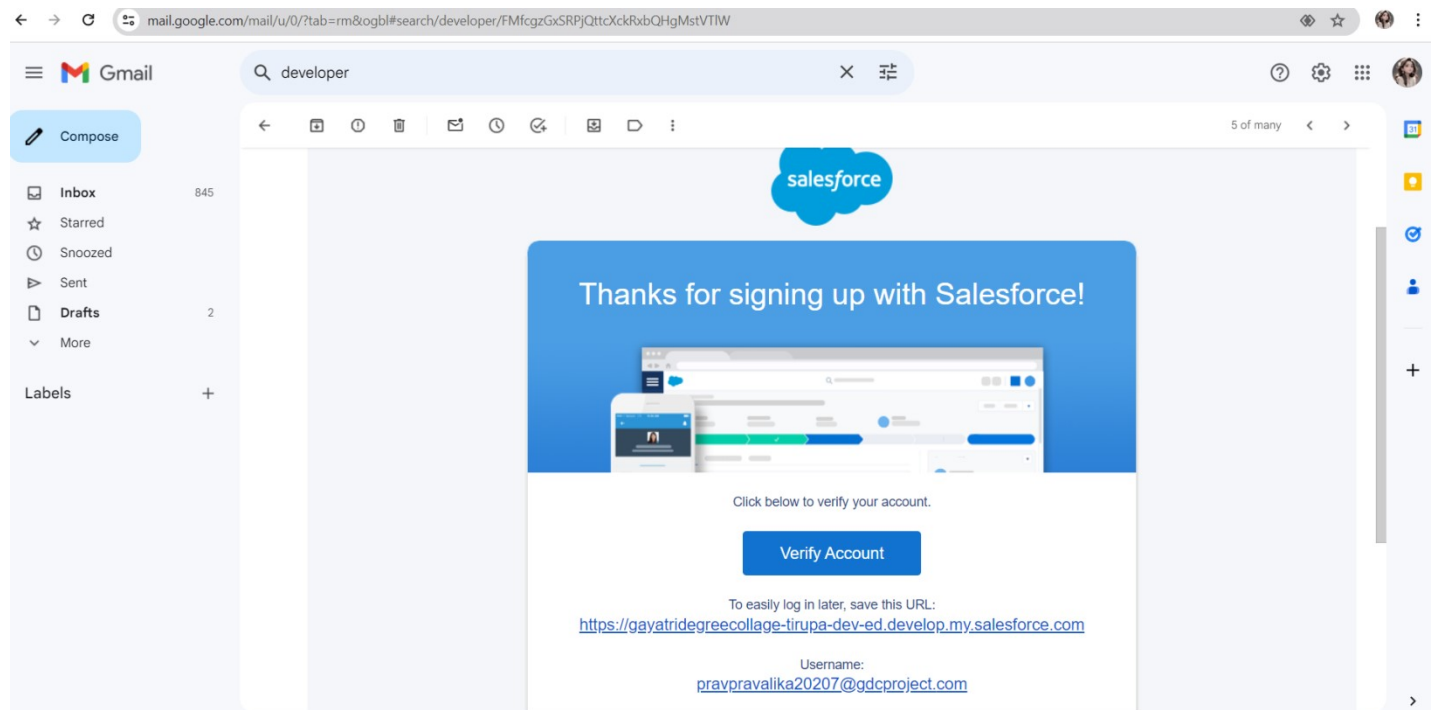 mail.google.com/mail/u/0/?tab=rm&ogbl#search/developer/FMfcgzGxSRPjQttcXckRxbQHgMstVTlW
Gmail
developer
Compose
5 of many
31
Inbox 845
Starred
Snoozed
Sent
Drafts 2
More
Labels
salesforce
Thanks for signing up with Salesforce!
Click below to verify your account.
Verify Account
To easily log in later, save this URL:
https://gayatridegreecollage-tirupa-dev-ed.develop.my.salesforce.com
Username:
pravpravalika20207@gdcproject.com